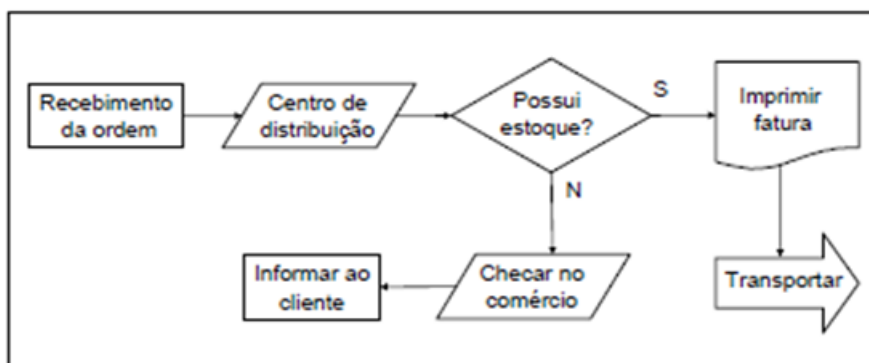 Recebimento
da ordem
Centro de
distribuição
Possui
estoque?
S
Imprimir
fatura
N
Informar ao
cliente
Checar no
comércio
Transportar